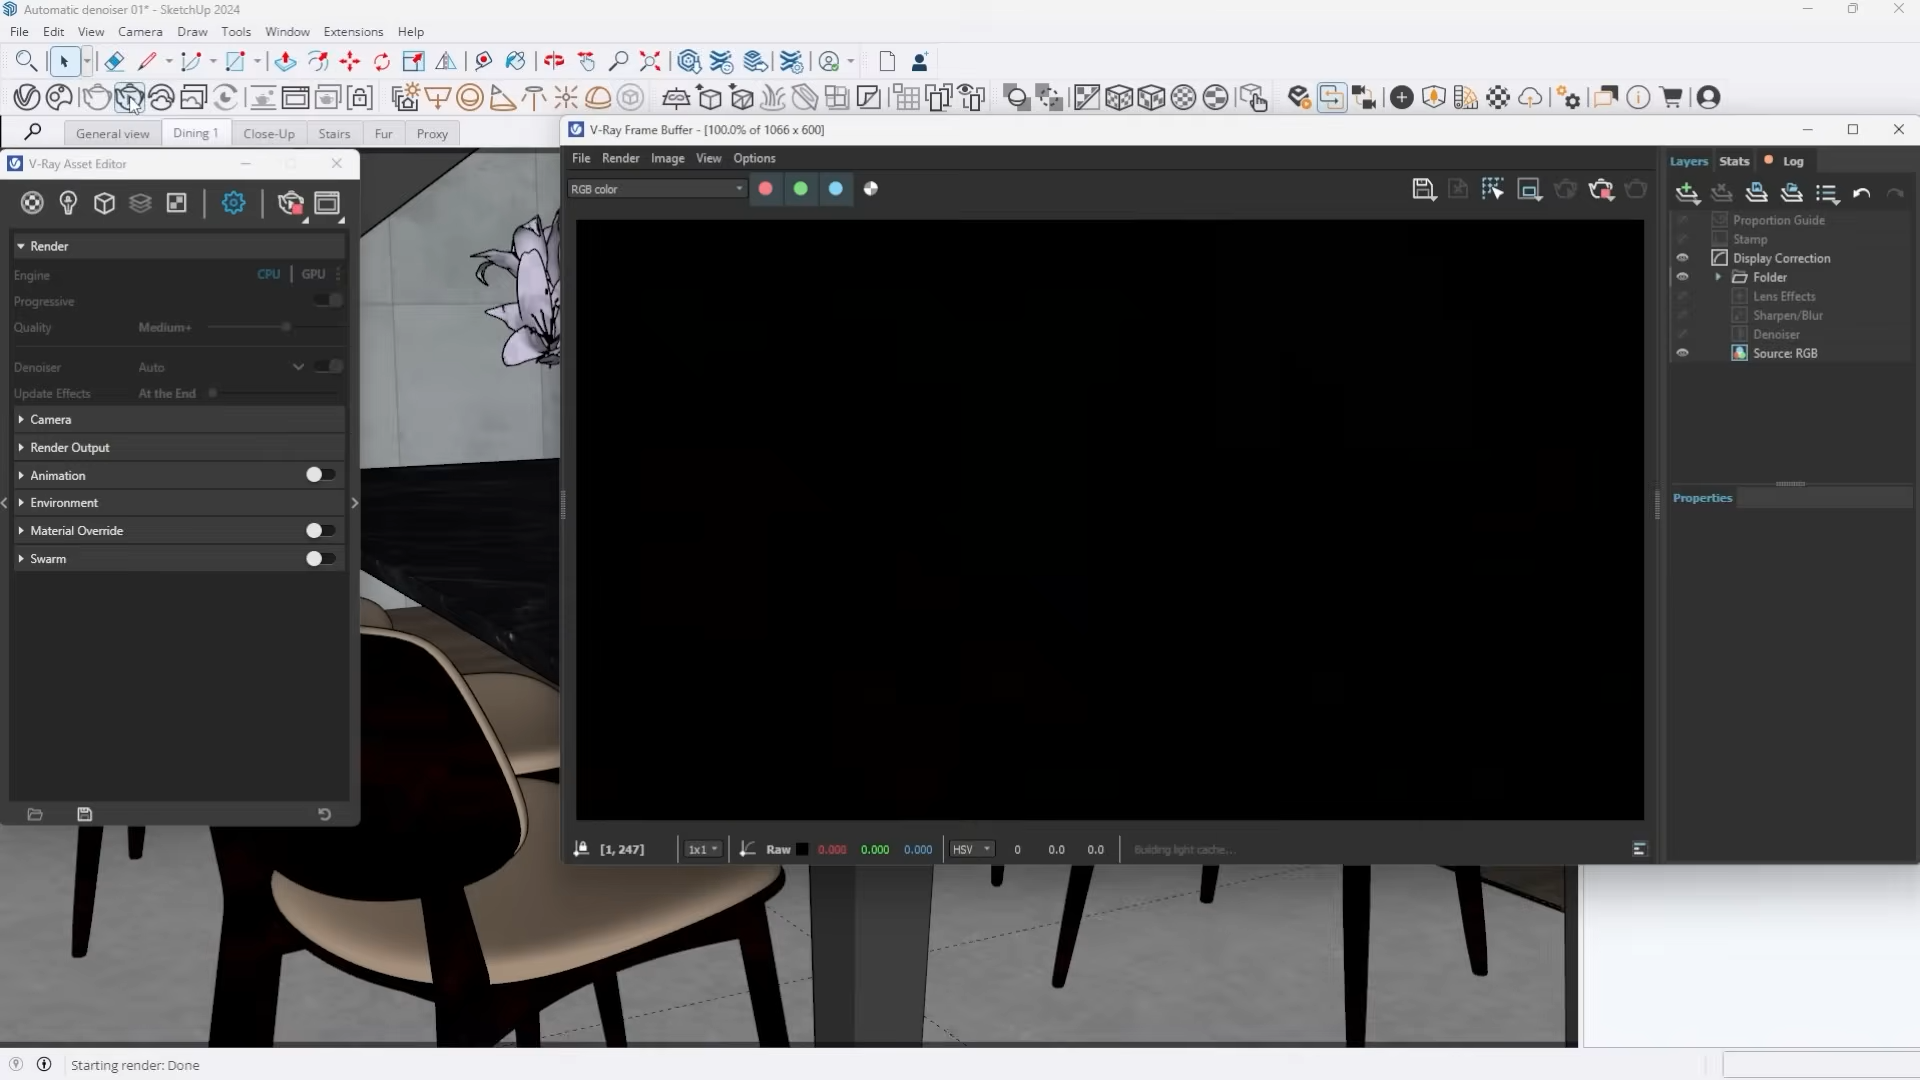 Automatic denoiser 01* - SketchUp 2024
File Edit View Camera Draw Tools Window Extensions Help
General view Dining 1 Close-Up Stairs Fur Proxy
V-Ray Asset Editor
Render
Engine CPU | GPU
Progressive
Quality Medium+
Denoiser Auto
Update Effects At the End
Camera
Render Output
Animation
Environment
Material Override
Swarm
V-Ray Frame Buffer - [100.0% of 1066 x 600]
File Render Image View Options
RGB color
[1, 247] 1x1 Raw 0.000 0.000 0.000 HSV 0 0.0 0.0 Building light cache...
Layers Stats Log
Proportion Guide
Stamp
Display Correction
Folder
Lens Effects
Sharpen/Blur
Denoiser
Source: RGB
Properties
Starting render: Done